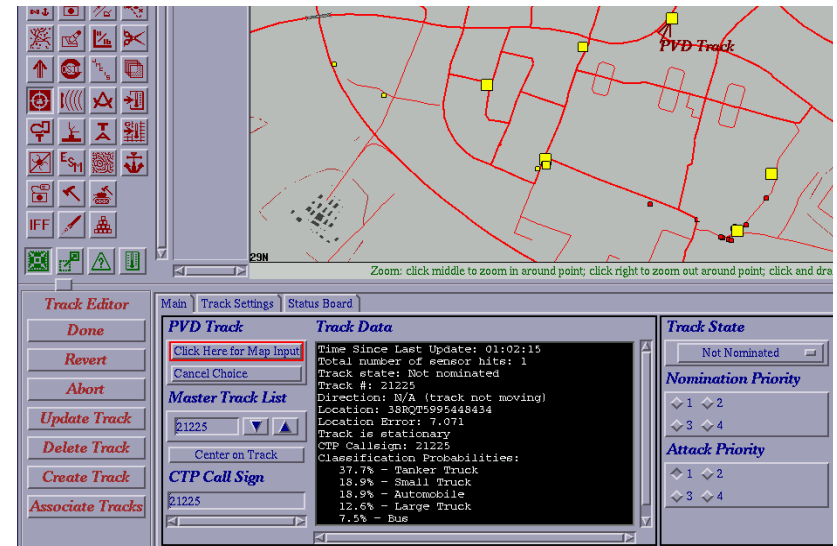 PVD Track
ESM
IFF
29N
Zoom: click middle to zoom in around point; click right to zoom out around point; click and dra
Track Editor
Done
Revert
Abort
Update Track
Delete Track
Create Track
Associate Tracks
Main
Track Settings
Status Board
PVD Track
Click Here for Map Input
Cancel Choice
Master Track List
21225
Center on Track
CTP Call Sign
21225
Track Data
Time Since Last Update: 01:02:15
Total number of sensor hits: 1
Track state: Not nominated
Track #: 21225
Direction: N/A (track not moving)
Location: 38RQT5995448434
Location Error: 7.071
Track is stationary
CTP Callsign: 21225
Classification Probabilities:
37.7% - Tanker Truck
18.9% - Small Truck
18.9% - Automobile
12.6% - Large Truck
7.5% - Bus
Track State
Not Nominated
Nomination Priority
1 2
3 4
Attack Priority
1 2
3 4